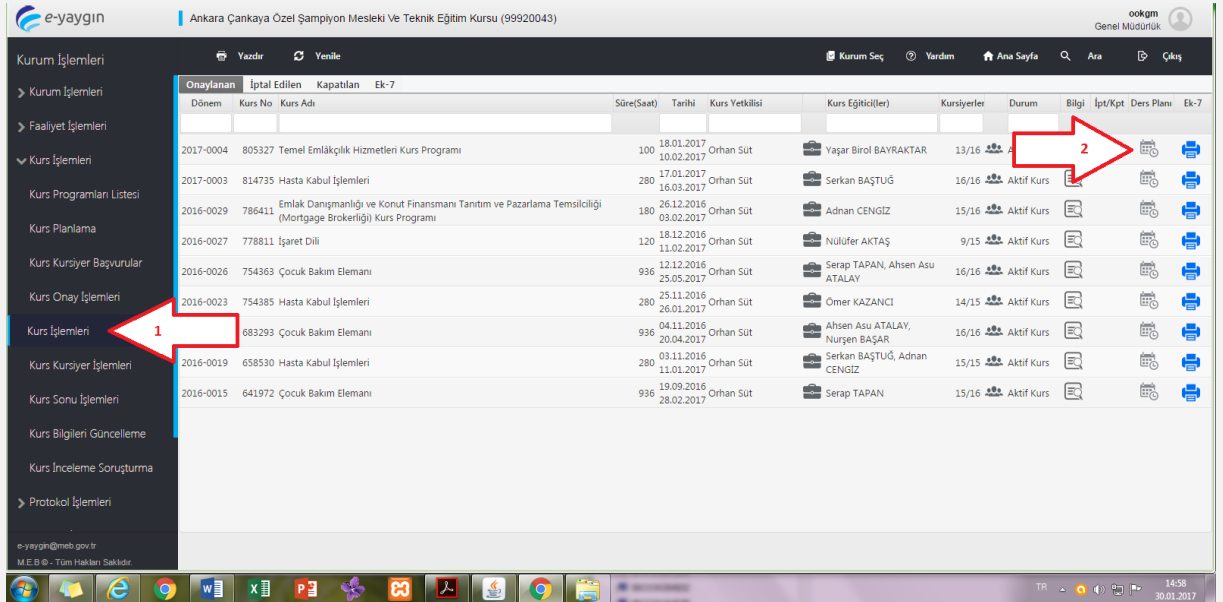 e-yaygın
Ankara Çankaya Özel Şampiyon Mesleki Ve Teknik Eğitim Kursu (99920043)
ookgm
Genel Müdürlük
Kurum İşlemleri
Yazdır Yenile Kurum Seç Yardım Ana Sayfa Ara Çıkış
Kurum İşlemleri
Faaliyet İşlemleri
Kurs İşlemleri
Kurs Programları Listesi
Kurs Planlama
Kurs Kursiyer Başvurular
Kurs Onay İşlemleri
Kurs İşlemleri
1
Kurs Kursiyer İşlemleri
Kurs Sonu İşlemleri
Kurs Bilgileri Güncelleme
Kurs İnceleme Soruşturma
Protokol İşlemleri
e-yaygin@meb.gov.tr
M.E.B © - Tüm Hakları Saklıdır.
Onaylanan İptal Edilen Kapatılan Ek-7
Dönem Kurs No Kurs Adı Süre(Saat) Tarihi Kurs Yetkilisi Kurs Eğitici(ler) Kursiyerler Durum Bilgi İpt/Kpt Ders Planı Ek-7
2017-0004 805327 Temel Emlâkçılık Hizmetleri Kurs Programı 100 18.01.2017 10.02.2017 Orhan Süt Yaşar Birol BAYRAKTAR 13/16
2
2017-0003 814735 Hasta Kabul İşlemleri 280 17.01.2017 16.03.2017 Orhan Süt Serkan BAŞTUĞ 16/16 Aktif Kurs
2016-0029 786411 Emlak Danışmanlığı ve Konut Finansmanı Tanıtım ve Pazarlama Temsilciliği (Mortgage Brokerliği) Kurs Programı 180 26.12.2016 03.02.2017 Orhan Süt Adnan CENGİZ 15/16 Aktif Kurs
2016-0027 778811 İşaret Dili 120 18.12.2016 11.02.2017 Orhan Süt Nülüfer AKTAŞ 9/15 Aktif Kurs
2016-0026 754363 Çocuk Bakım Elemanı 936 12.12.2016 25.05.2017 Orhan Süt Serap TAPAN, Ahsen Asu ATALAY 16/16 Aktif Kurs
2016-0023 754385 Hasta Kabul İşlemleri 280 25.11.2016 26.01.2017 Orhan Süt Ömer KAZANCI 14/15 Aktif Kurs
683293 Çocuk Bakım Elemanı 936 04.11.2016 20.04.2017 Orhan Süt Ahsen Asu ATALAY, Nurşen BAŞAR 16/16 Aktif Kurs
2016-0019 658530 Hasta Kabul İşlemleri 280 03.11.2016 11.01.2017 Orhan Süt Serkan BAŞTUĞ, Adnan CENGİZ 15/15 Aktif Kurs
2016-0015 641972 Çocuk Bakım Elemanı 936 19.09.2016 28.02.2017 Orhan Süt Serap TAPAN 15/16 Aktif Kurs
TR
14:58
30.01.2017